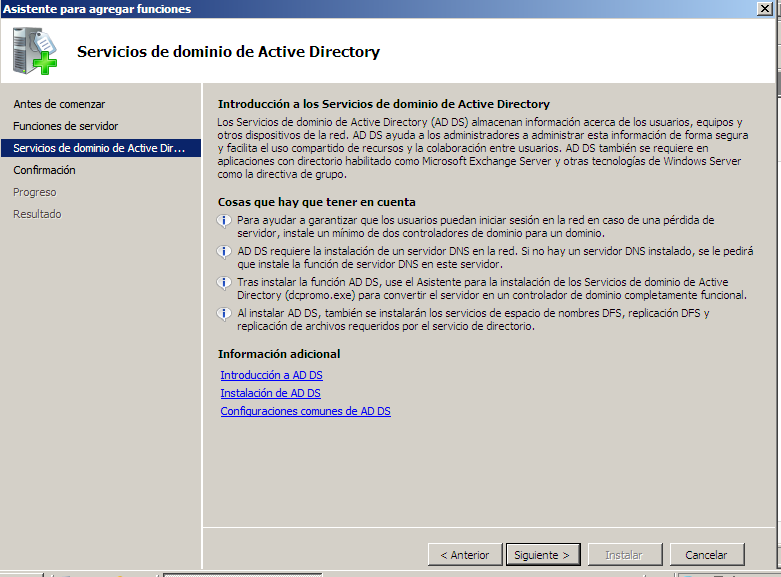 Asistente para agregar funciones
Servicios de dominio de Active Directory
Antes de comenzar
Funciones de servidor
Servicios de dominio de Active Dir...
Confirmación
Progreso
Resultado
Introducción a los Servicios de dominio de Active Directory
Los Servicios de dominio de Active Directory (AD DS) almacenan información acerca de los usuarios, equipos y
otros dispositivos de la red. AD DS ayuda a los administradores a administrar esta información de forma segura
y facilita el uso compartido de recursos y la colaboración entre usuarios. AD DS también se requiere en
aplicaciones con directorio habilitado como Microsoft Exchange Server y otras tecnologías de Windows Server
como la directiva de grupo.
Cosas que hay que tener en cuenta
Para ayudar a garantizar que los usuarios puedan iniciar sesión en la red en caso de una pérdida de
servidor, instale un mínimo de dos controladores de dominio para un dominio.
AD DS requiere la instalación de un servidor DNS en la red. Si no hay un servidor DNS instalado, se le pedirá
que instale la función de servidor DNS en este servidor.
Tras instalar la función AD DS, use el Asistente para la instalación de los Servicios de dominio de Active
Directory (dcpromo.exe) para convertir el servidor en un controlador de dominio completamente funcional.
Al instalar AD DS, también se instalarán los servicios de espacio de nombres DFS, replicación DFS y
replicación de archivos requeridos por el servicio de directorio.
Información adicional
Introducción a AD DS
Instalación de AD DS
Configuraciones comunes de AD DS
< Anterior
Siguiente >
Instalar
Cancelar